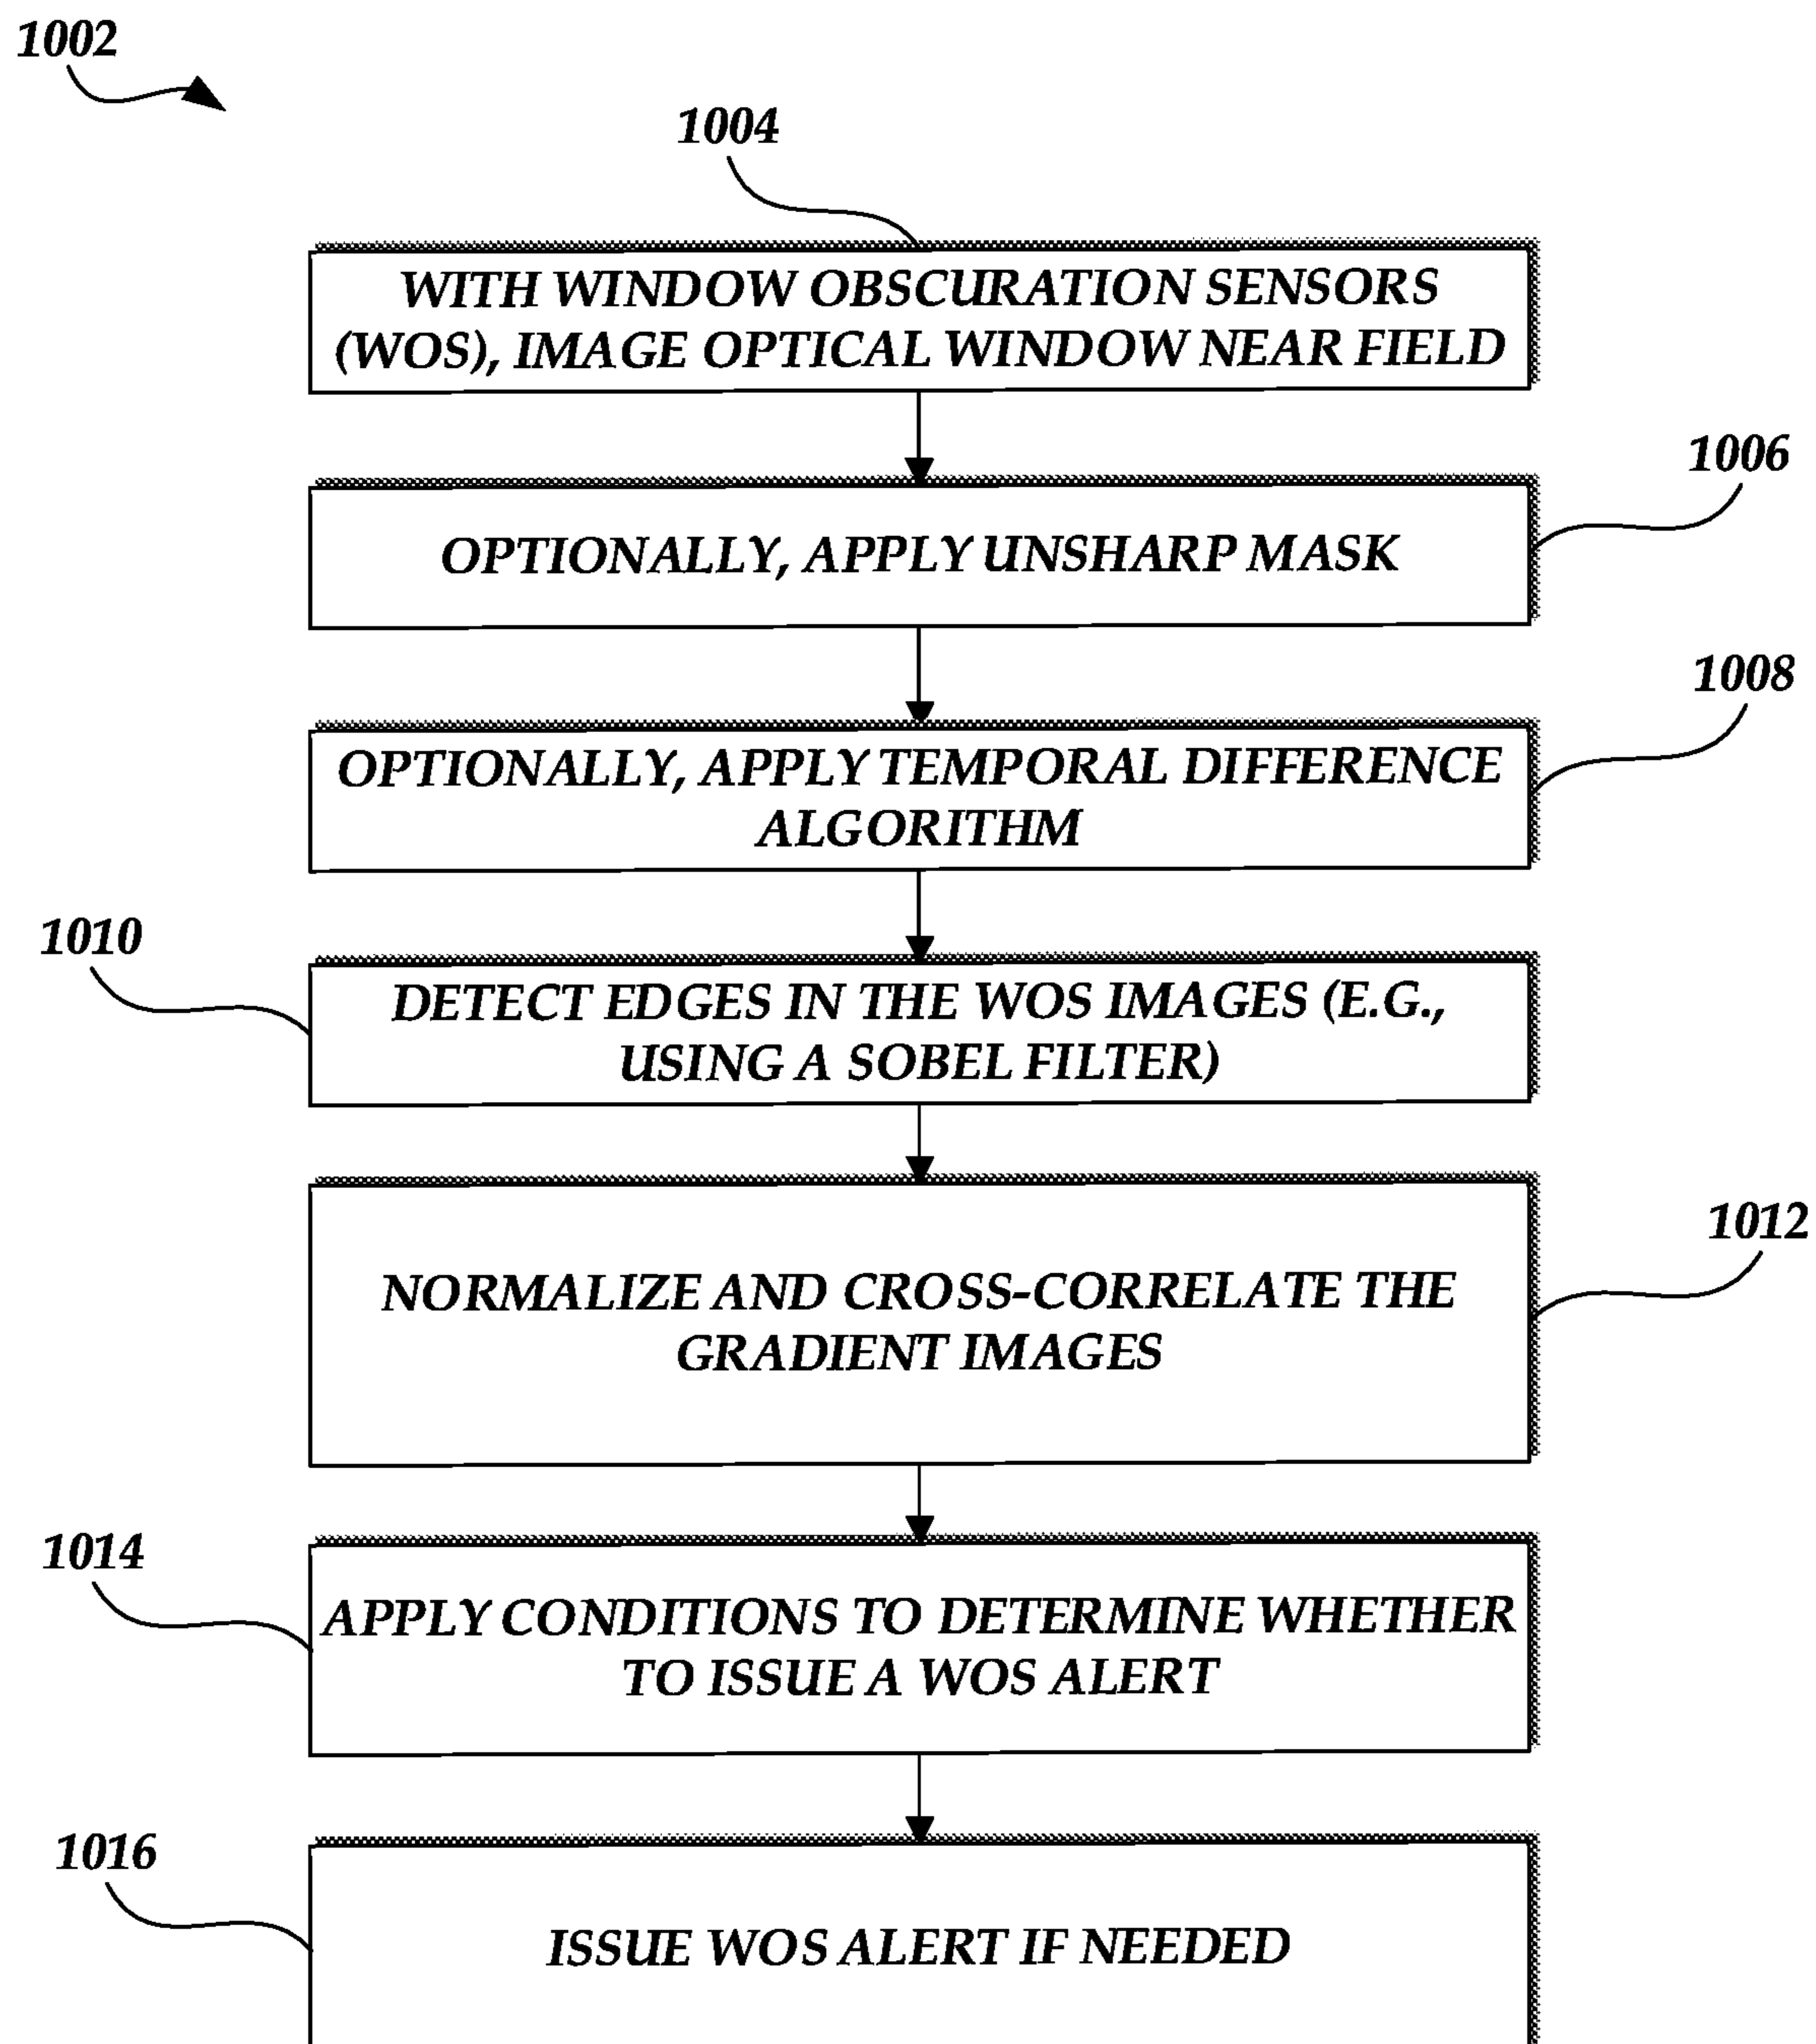 1002
1004
WITH WINDOW OBSCURATION SENSORS
(WOS), IMAGE OPTICAL WINDOW NEAR FIELD
1006
OPTIONALLY, APPLY UNSHARP MASK
1008
OPTIONALLY, APPLY TEMPORAL DIFFERENCE
ALGORITHM
1010
DETECT EDGES IN THE WOS IMAGES (E.G.,
USING A SOBEL FILTER)
1012
NORMALIZE AND CROSS-CORRELATE THE
GRADIENT IMAGES
1014
APPLY CONDITIONS TO DETERMINE WHETHER
TO ISSUE A WOS ALERT
1016
ISSUE WOS ALERT IF NEEDED